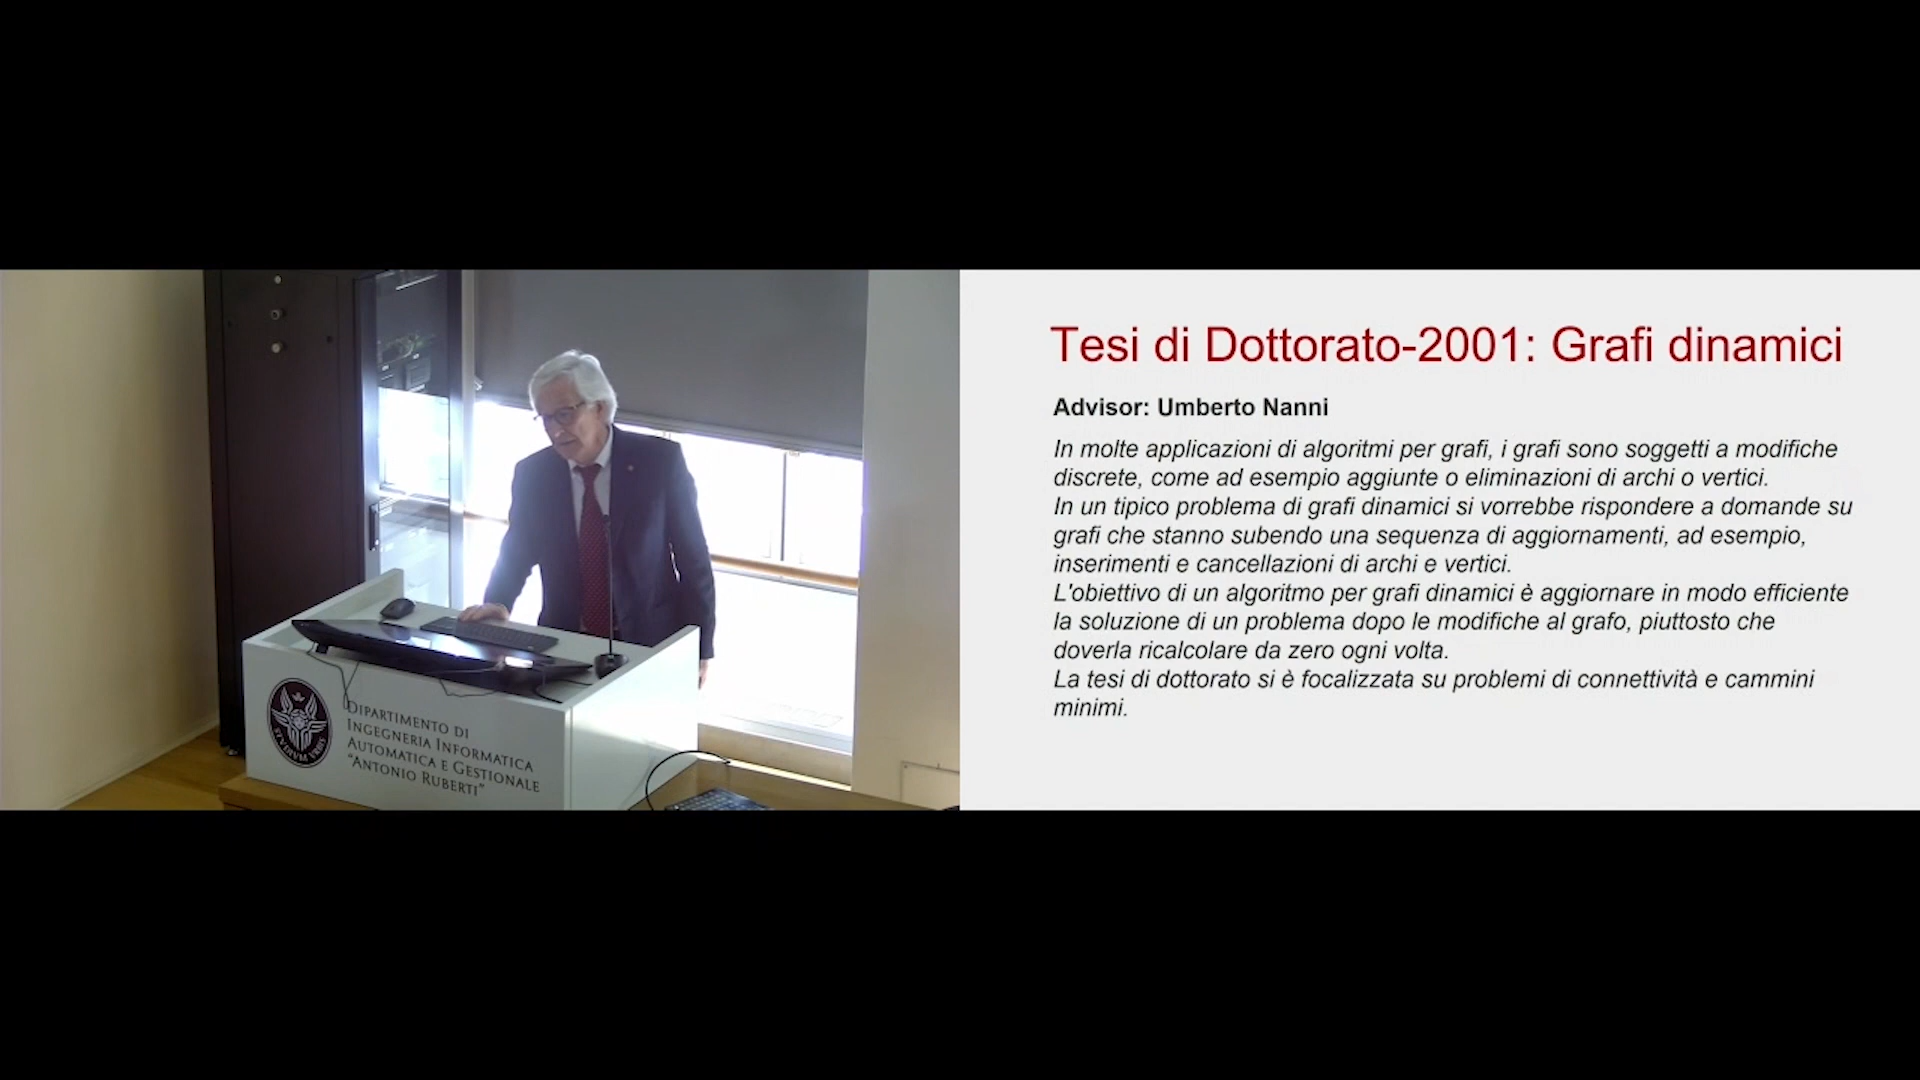 Tesi di Dottorato-2001: Grafi dinamici
Advisor: Umberto Nanni
In molte applicazioni di algoritmi per grafi, i grafi sono soggetti a modifiche
discrete, come ad esempio aggiunte o eliminazioni di archi o vertici.
In un tipico problema di grafi dinamici si vorrebbe rispondere a domande su
grafi che stanno subendo una sequenza di aggiornamenti, ad esempio,
inserimenti e cancellazioni di archi e vertici.
L'obiettivo di un algoritmo per grafi dinamici è aggiornare in modo efficiente
la soluzione di un problema dopo le modifiche al grafo, piuttosto che
doverla ricalcolare da zero ogni volta.
La tesi di dottorato si è focalizzata su problemi di connettività e cammini
minimi.
DIPARTIMENTO DI
INGEGNERIA INFORMATICA
AUTOMATICA E GESTIONALE
"ANTONIO RUBERTI"
STVDIVM VRBIS